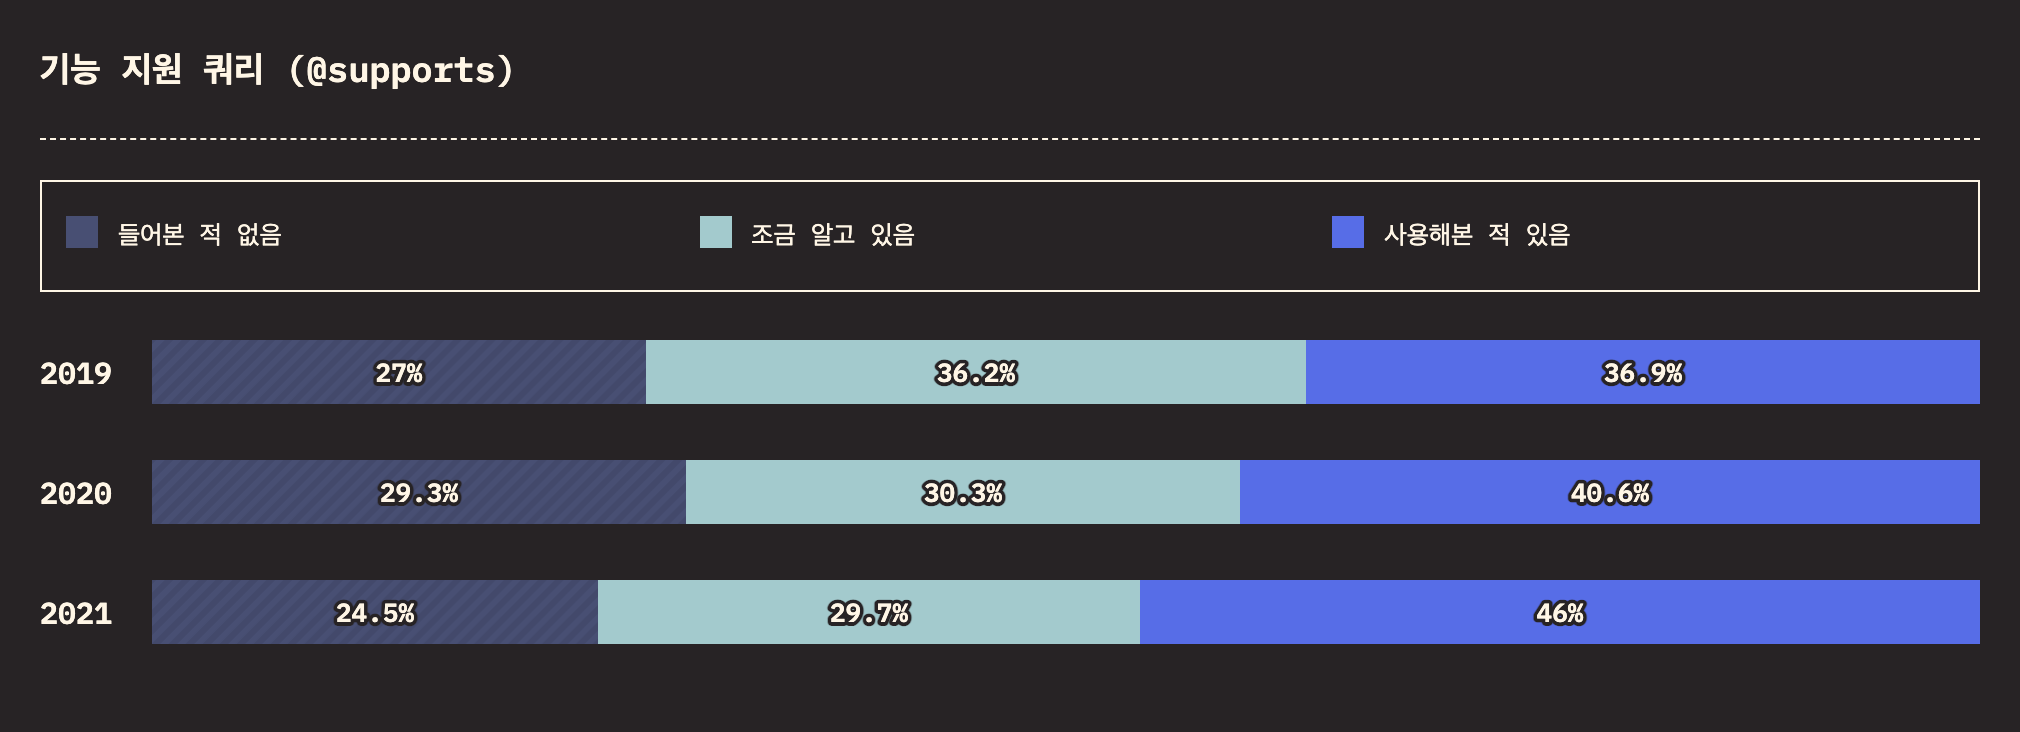 기능 지원 쿼리 (@supports)
들어본 적 없음 조금 알고 있음 사용해본 적 있음
2019 27% 36.2% 36.9%
2020 29.3% 30.3% 40.6%
2021 24.5% 29.7% 46%